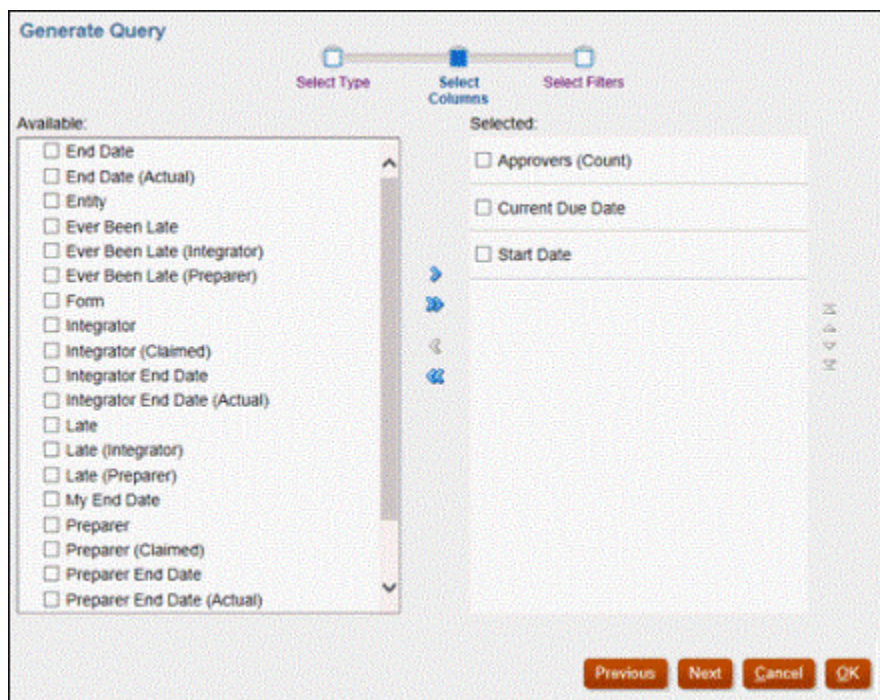 Generate Query
Select Type
Select
Columns
Select Filters
Available:
End Date
End Date (Actual)
Entity
Ever Been Late
Ever Been Late (Integrator)
Ever Been Late (Preparer)
Form
Integrator
Integrator (Claimed)
Integrator End Date
Integrator End Date (Actual)
Late
Late (Integrator)
Late (Preparer)
My End Date
Preparer
Preparer (Claimed)
Preparer End Date
Preparer End Date (Actual)
Selected:
Approvers (Count)
Current Due Date
Start Date
Previous Next Cancel OK